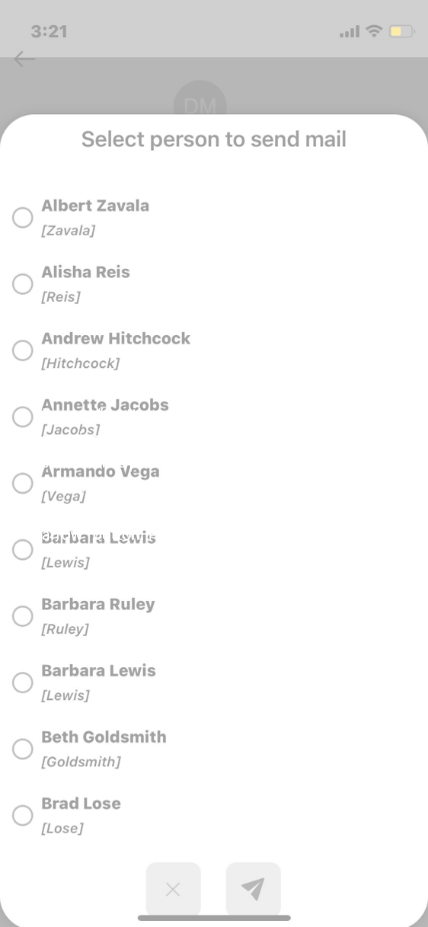 3:21
DM
Select person to send mail
Albert Zavala
[Zavala]
Alisha Reis
[Reis]
Andrew Hitchcock
[Hitchcock]
Annette Jacobs
[Jacobs]
Armando Vega
[Vega]
Barbara Lewis
[Lewis]
Barbara Ruley
[Ruley]
Barbara Lewis
[Lewis]
Beth Goldsmith
[Goldsmith]
Brad Lose
[Lose]